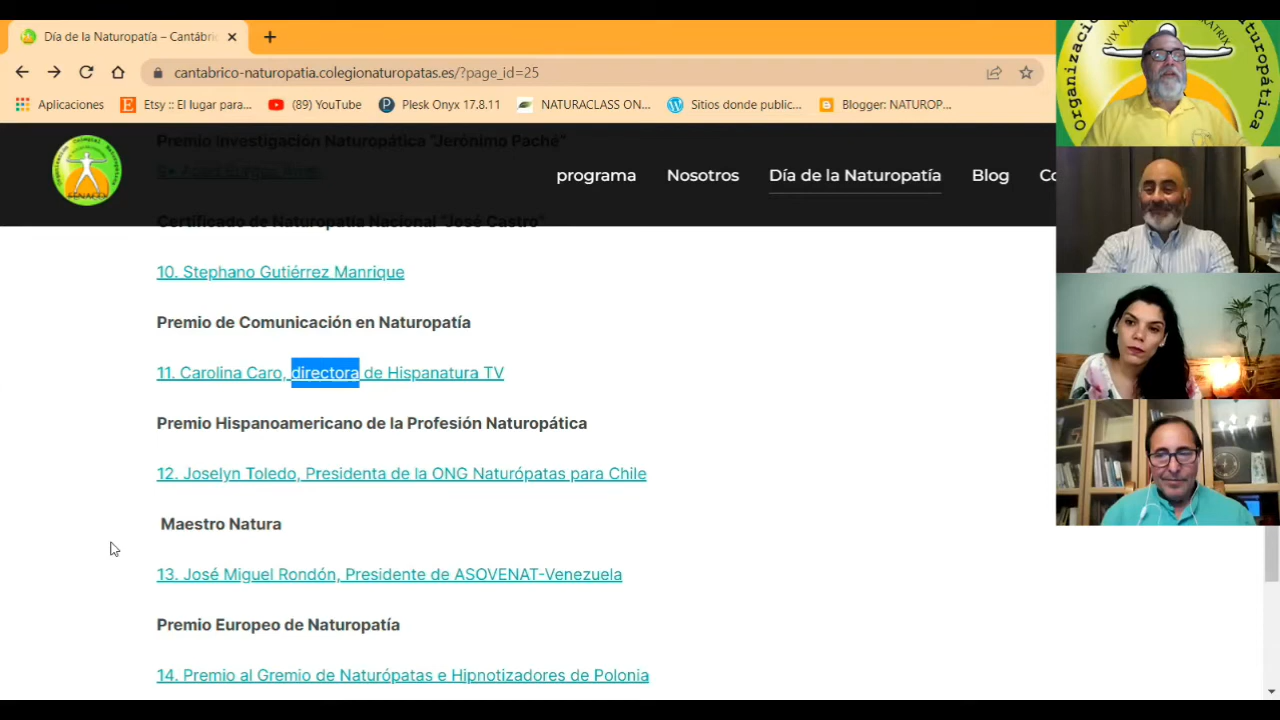 Día de la Naturopatía – Cantábri
cantabrico-naturopatia.colegionaturopatas.es/?page_id=25
Aplicaciones
Etsy :: El lugar para...
(89) YouTube
Plesk Onyx 17.8.11
NATURACLASS ON...
Sitios donde public...
Blogger: NATUROP...
Premio Investigación Naturopática "Jerónimo Paché"
programa
Nosotros
Día de la Naturopatía
Blog
Co
Certificado de Naturopatía Nacional "José Castro"
10. Stephano Gutiérrez Manrique
Premio de Comunicación en Naturopatía
11. Carolina Caro, directora de Hispanatura TV
Premio Hispanoamericano de la Profesión Naturopática
12. Joselyn Toledo, Presidenta de la ONG Naturópatas para Chile
Maestro Natura
13. José Miguel Rondón, Presidente de ASOVENAT-Venezuela
Premio Europeo de Naturopatía
14. Premio al Gremio de Naturópatas e Hipnotizadores de Polonia